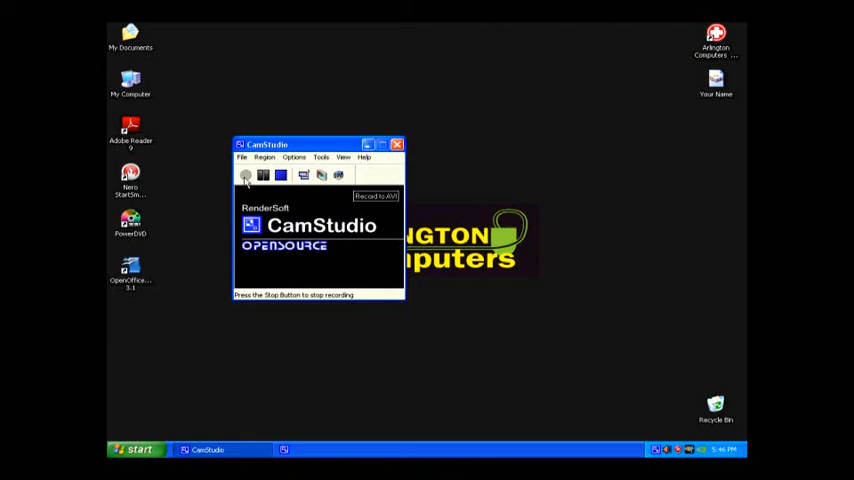 My Documents
My Computer
Adobe Reader
9
Nero
StartSm...
PowerDVD
OpenOffice....
3.1
Arlington
Computers ...
Your Name
CamStudio
File Region Options Tools View Help
Record to AVI
RenderSoft
CamStudio
OPENSOURCE
Press the Stop Button to stop recording
NGTON
mputers
Recycle Bin
start
CamStudio
5:46 PM